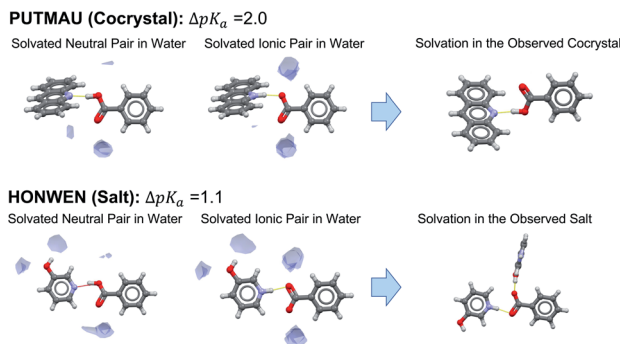 PUTMAU (Cocrystal): ΔpKₐ =2.0
Solvated Neutral Pair in Water
Solvated Ionic Pair in Water
Solvation in the Observed Cocrystal
HONWEN (Salt): ΔpKₐ =1.1
Solvated Neutral Pair in Water
Solvated Ionic Pair in Water
Solvation in the Observed Salt